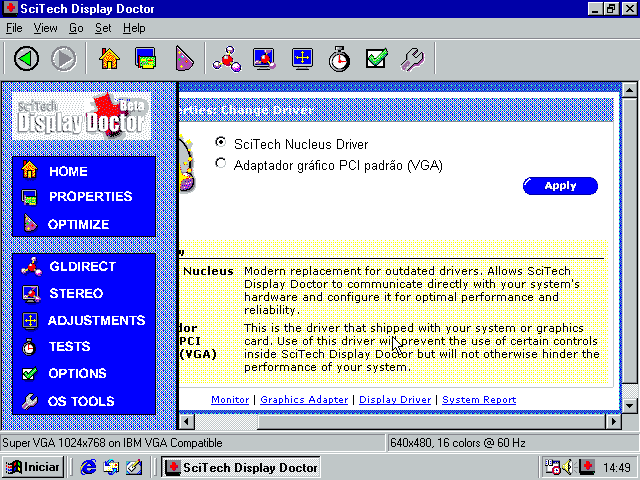 SciTech Display Doctor
File View Go Set Help
SciTech
Beta
Display Doctor
erties: Change Driver
HOME
PROPERTIES
OPTIMIZE
GLDIRECT
STEREO
ADJUSTMENTS
TESTS
OPTIONS
OS TOOLS
SciTech Nucleus Driver
Adaptador gráfico PCI padrão (VGA)
Apply
Nucleus
Modern replacement for outdated drivers. Allows SciTech
Display Doctor to communicate directly with your system's
hardware and configure it for optimal performance and
reliability.
dor
PCI
(VGA)
This is the driver that shipped with your system or graphics
card. Use of this driver will prevent the use of certain controls
inside SciTech Display Doctor but will not otherwise hinder the
performance of your system.
Monitor | Graphics Adapter | Display Driver | System Report
Super VGA 1024x768 on IBM VGA Compatible
640x480, 16 colors @ 60 Hz
Iniciar
SciTech Display Doctor
14:49